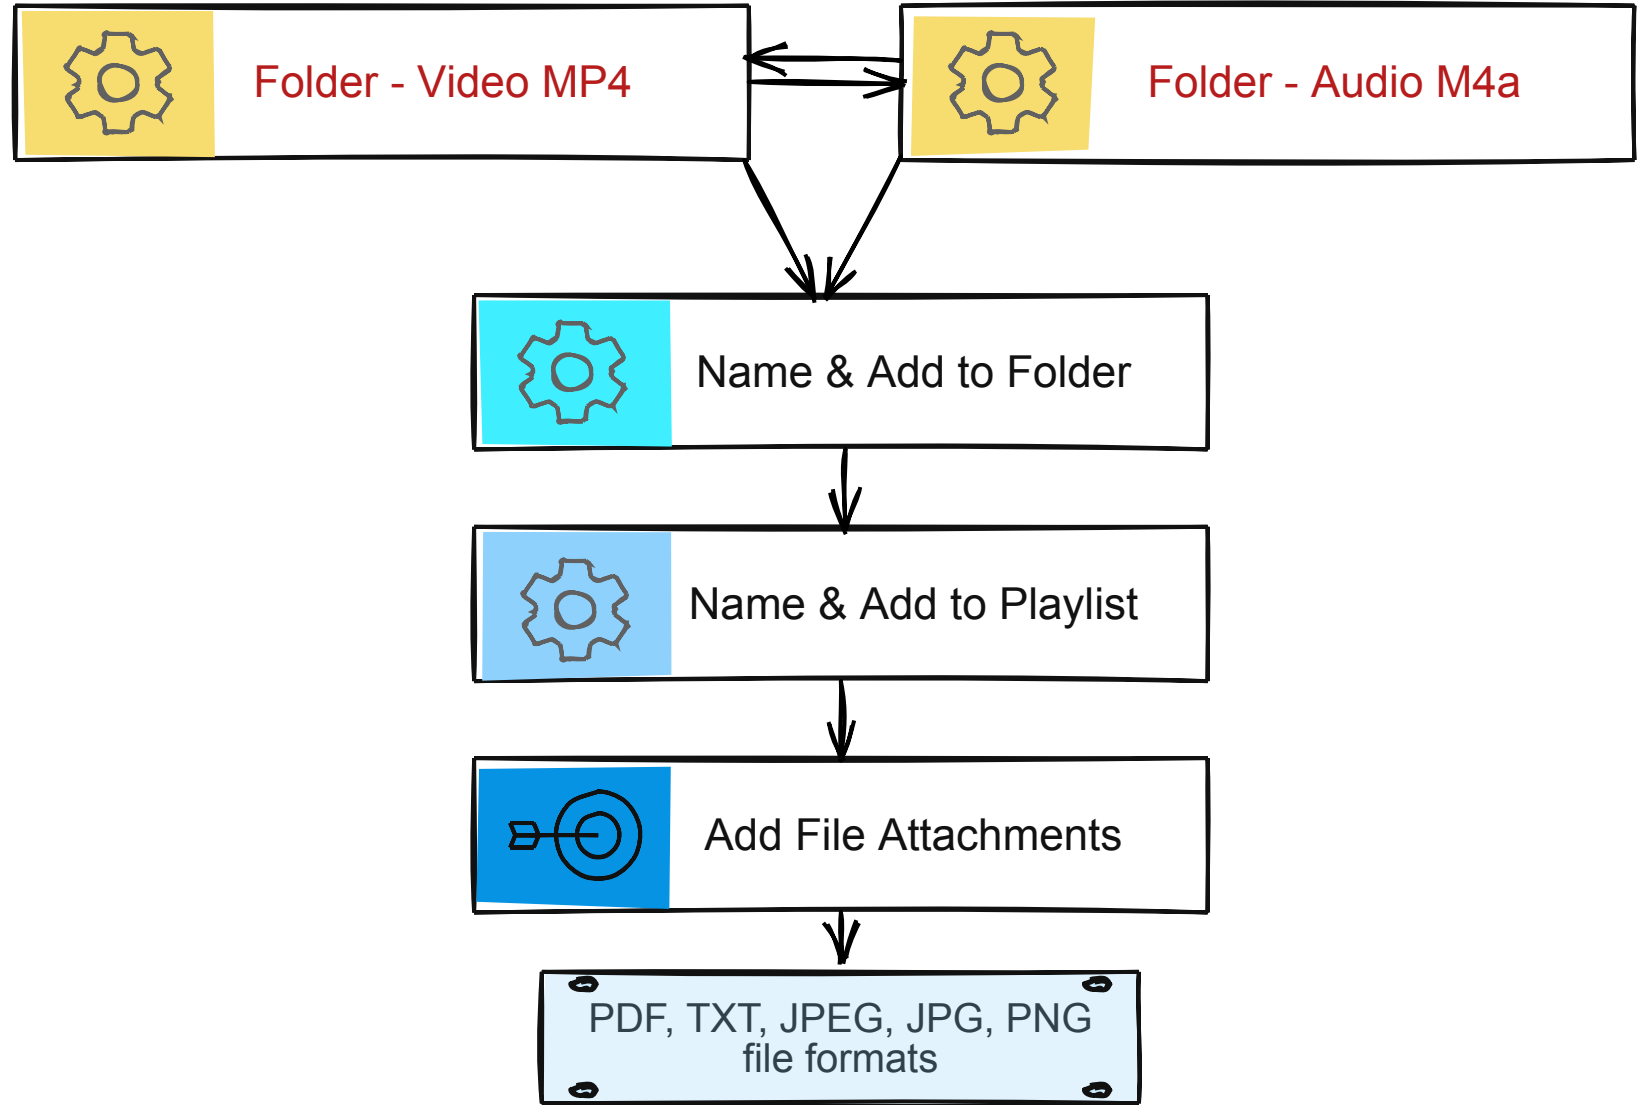 Folder - Video MP4
Folder - Audio M4a
Name & Add to Folder
Name & Add to Playlist
Add File Attachments
PDF, TXT, JPEG, JPG, PNG
file formats